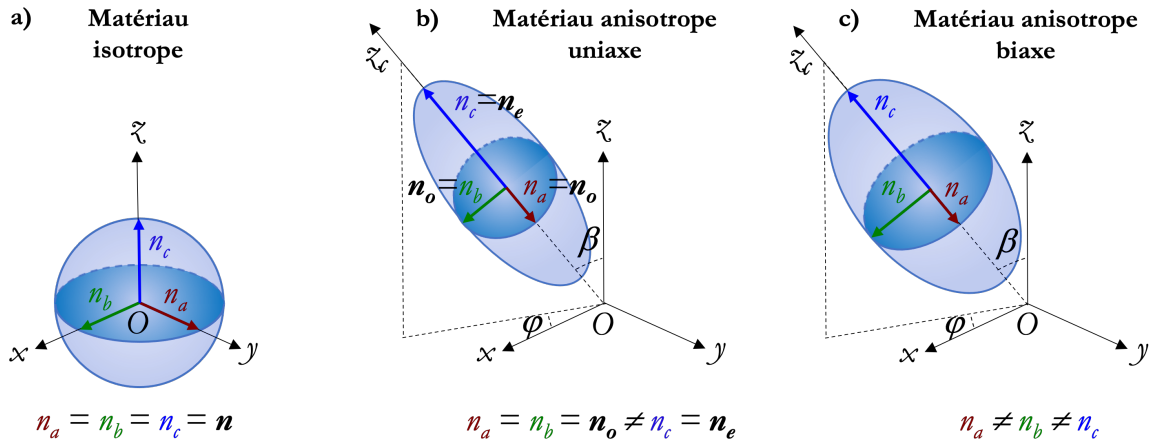 a) Matériau
isotrope
z
n_c
n_b
n_a
O
x
y
n_a = n_b = n_c = n
b) Matériau anisotrope
uniaxe
z_c
n_c = n_e
z
n_o = n_b
n_a = n_o
β
φ
O
x
y
n_a = n_b = n_o ≠ n_c = n_e
c) Matériau anisotrope
biaxe
z_c
n_c
z
n_b
n_a
β
φ
O
x
y
n_a ≠ n_b ≠ n_c